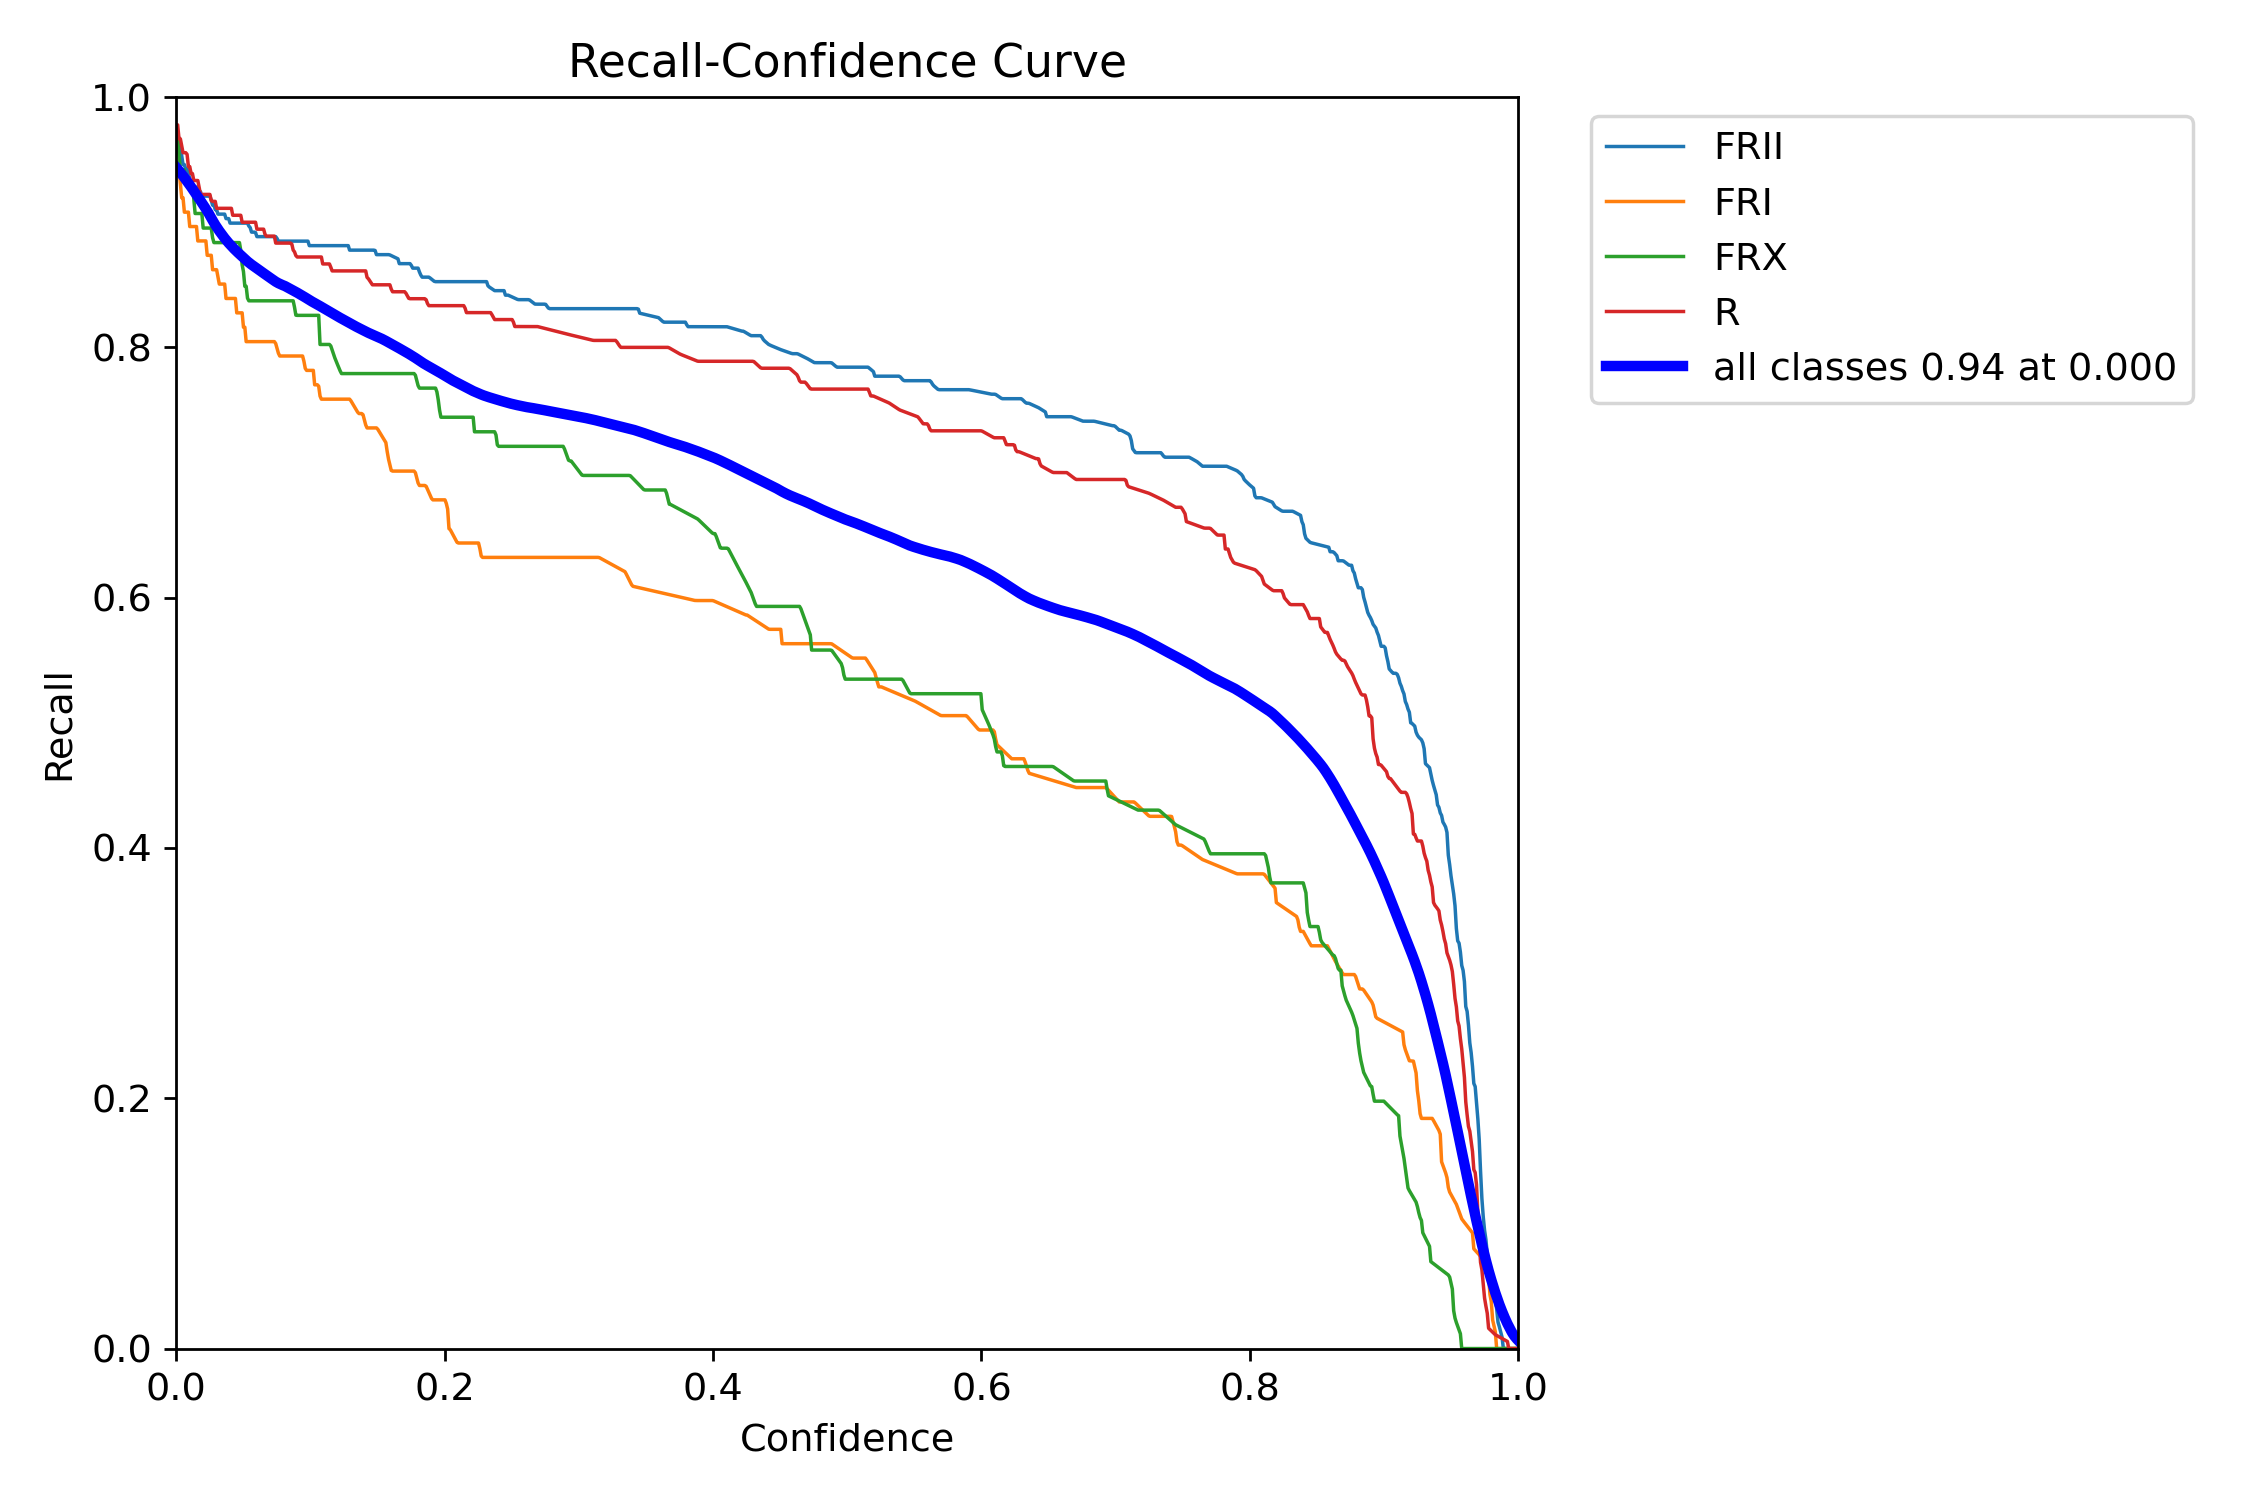 Recall-Confidence Curve
1.0
0.8
0.6
0.4
0.2
0.0
Recall
0.0 0.2 0.4 0.6 0.8 1.0
Confidence
FRII
FRI
FRX
R
all classes 0.94 at 0.000